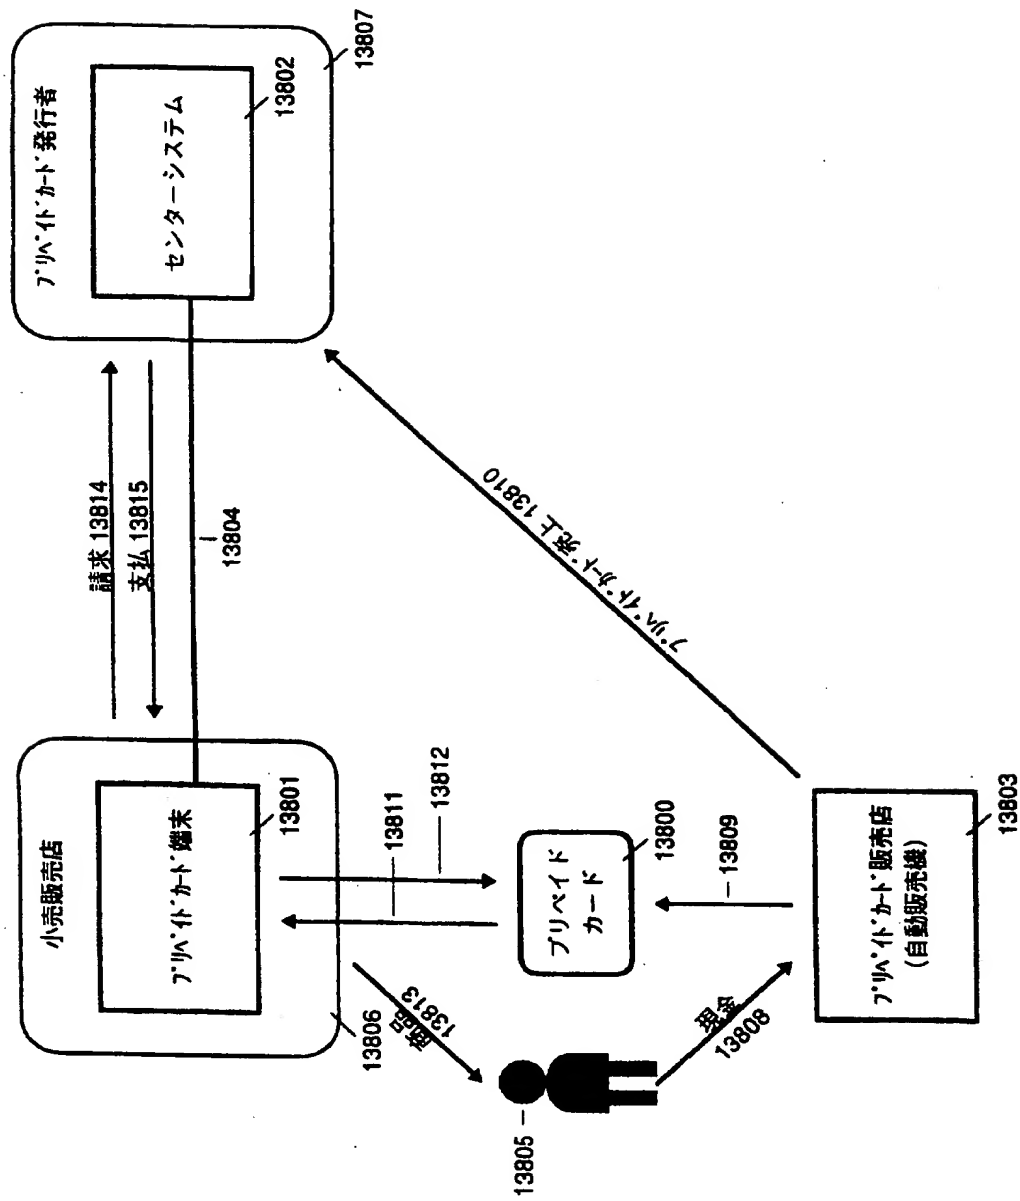 小売販売店
ﾌﾟﾘﾍﾟｲﾄﾞｶｰﾄﾞ端末
13801
13806
請求 13814
支払 13815
13804
ﾌﾟﾘﾍﾟｲﾄﾞｶｰﾄﾞ発行者
センターシステム
13802
13807
13811
13812
商品
13813
13805
プリペイド
カード
13800
ﾌﾟﾘﾍﾟｲﾄﾞｶｰﾄﾞ売上 13810
現金
13808
13809
ﾌﾟﾘﾍﾟｲﾄﾞｶｰﾄﾞ販売店
(自動販売機)
13803